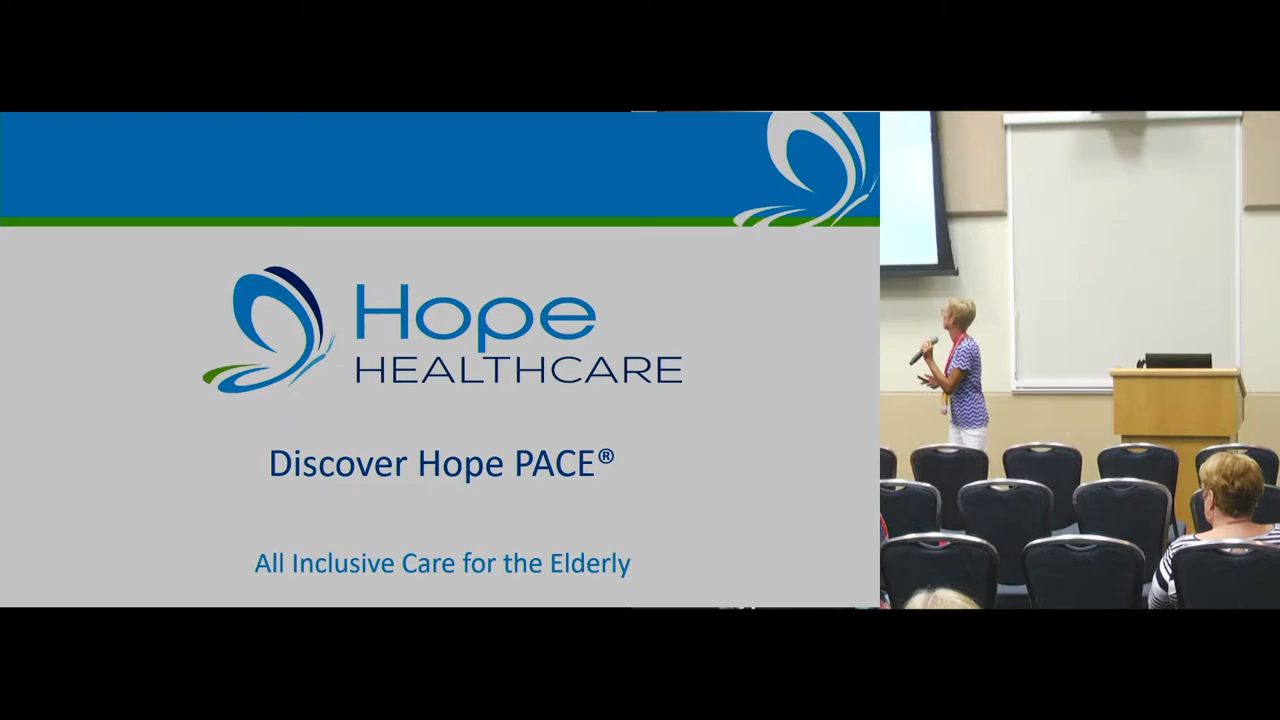 Hope
HEALTHCARE
Discover Hope PACE®
All Inclusive Care for the Elderly